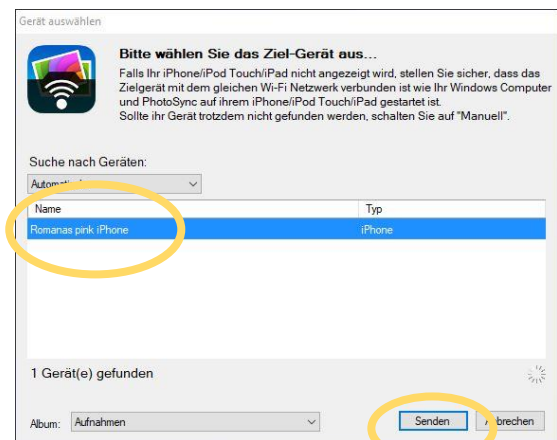 Gerät auswählen
Bitte wählen Sie das Ziel-Gerät aus...
Falls Ihr iPhone/iPod Touch/iPad nicht angezeigt wird, stellen Sie sicher, dass das
Zielgerät mit dem gleichen Wi-Fi Netzwerk verbunden ist wie Ihr Windows Computer
und PhotoSync auf ihrem iPhone/iPod Touch/iPad gestartet ist.
Sollte ihr Gerät trotzdem nicht gefunden werden, schalten Sie auf "Manuell".
Suche nach Geräten:
Name Typ
Romanas pink iPhone iPhone
1 Gerät(e) gefunden
Album: Aufnahmen Senden Abbrechen